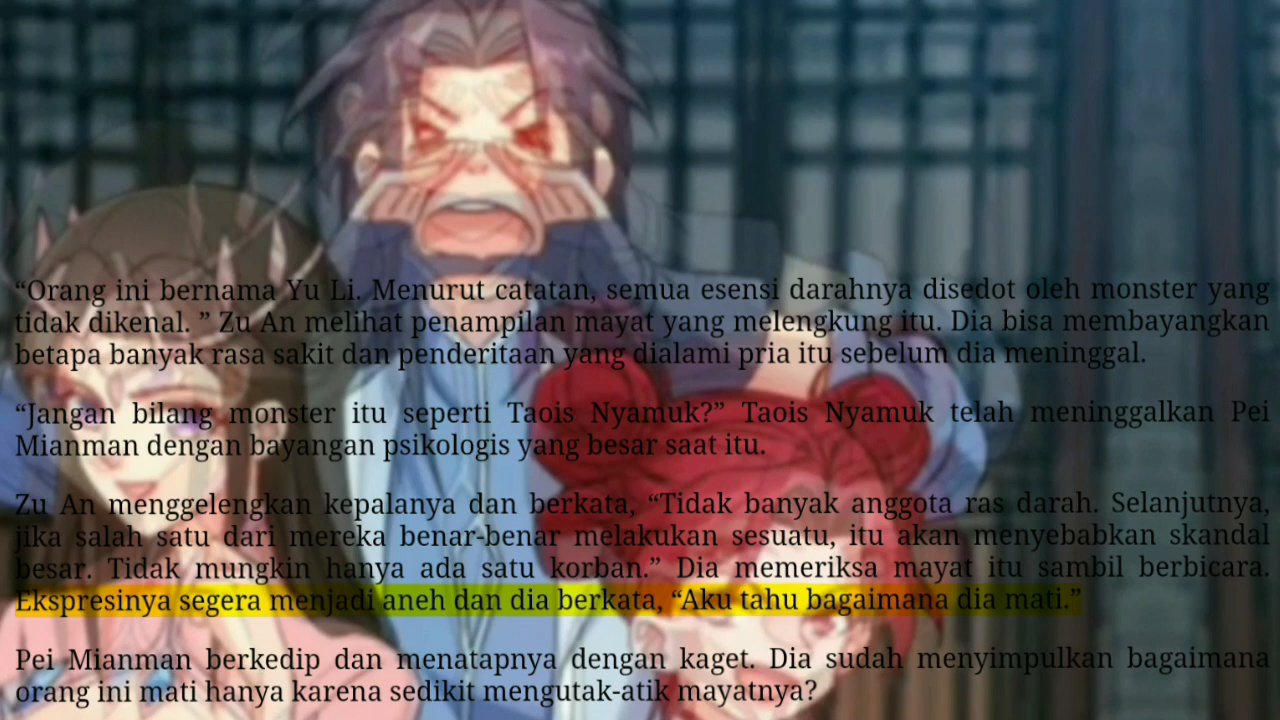 “Orang ini bernama Yu Li. Menurut catatan, semua esensi darahnya disedot oleh monster yang
tidak dikenal. ” Zu An melihat penampilan mayat yang melengkung itu. Dia bisa membayangkan
betapa banyak rasa sakit dan penderitaan yang dialami pria itu sebelum dia meninggal.
“Jangan bilang monster itu seperti Taois Nyamuk?” Taois Nyamuk telah meninggalkan Pei
Mianman dengan bayangan psikologis yang besar saat itu.
Zu An menggelengkan kepalanya dan berkata, “Tidak banyak anggota ras darah. Selanjutnya,
jika salah satu dari mereka benar-benar melakukan sesuatu, itu akan menyebabkan skandal
besar. Tidak mungkin hanya ada satu korban.” Dia memeriksa mayat itu sambil berbicara.
Ekspresinya segera menjadi aneh dan dia berkata, “Aku tahu bagaimana dia mati.”
Pei Mianman berkedip dan menatapnya dengan kaget. Dia sudah menyimpulkan bagaimana
orang ini mati hanya karena sedikit mengutak-atik mayatnya?